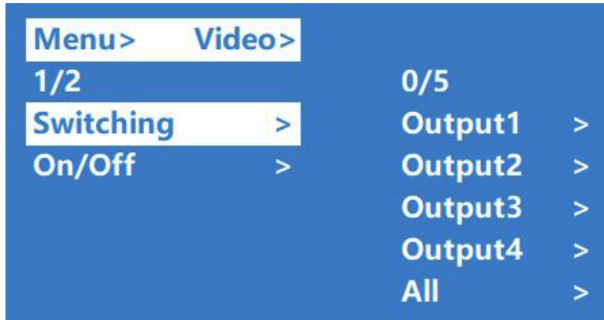 Menu> Video>
1/2 0/5
Switching > Output1 >
On/Off > Output2 >
Output3 >
Output4 >
All >